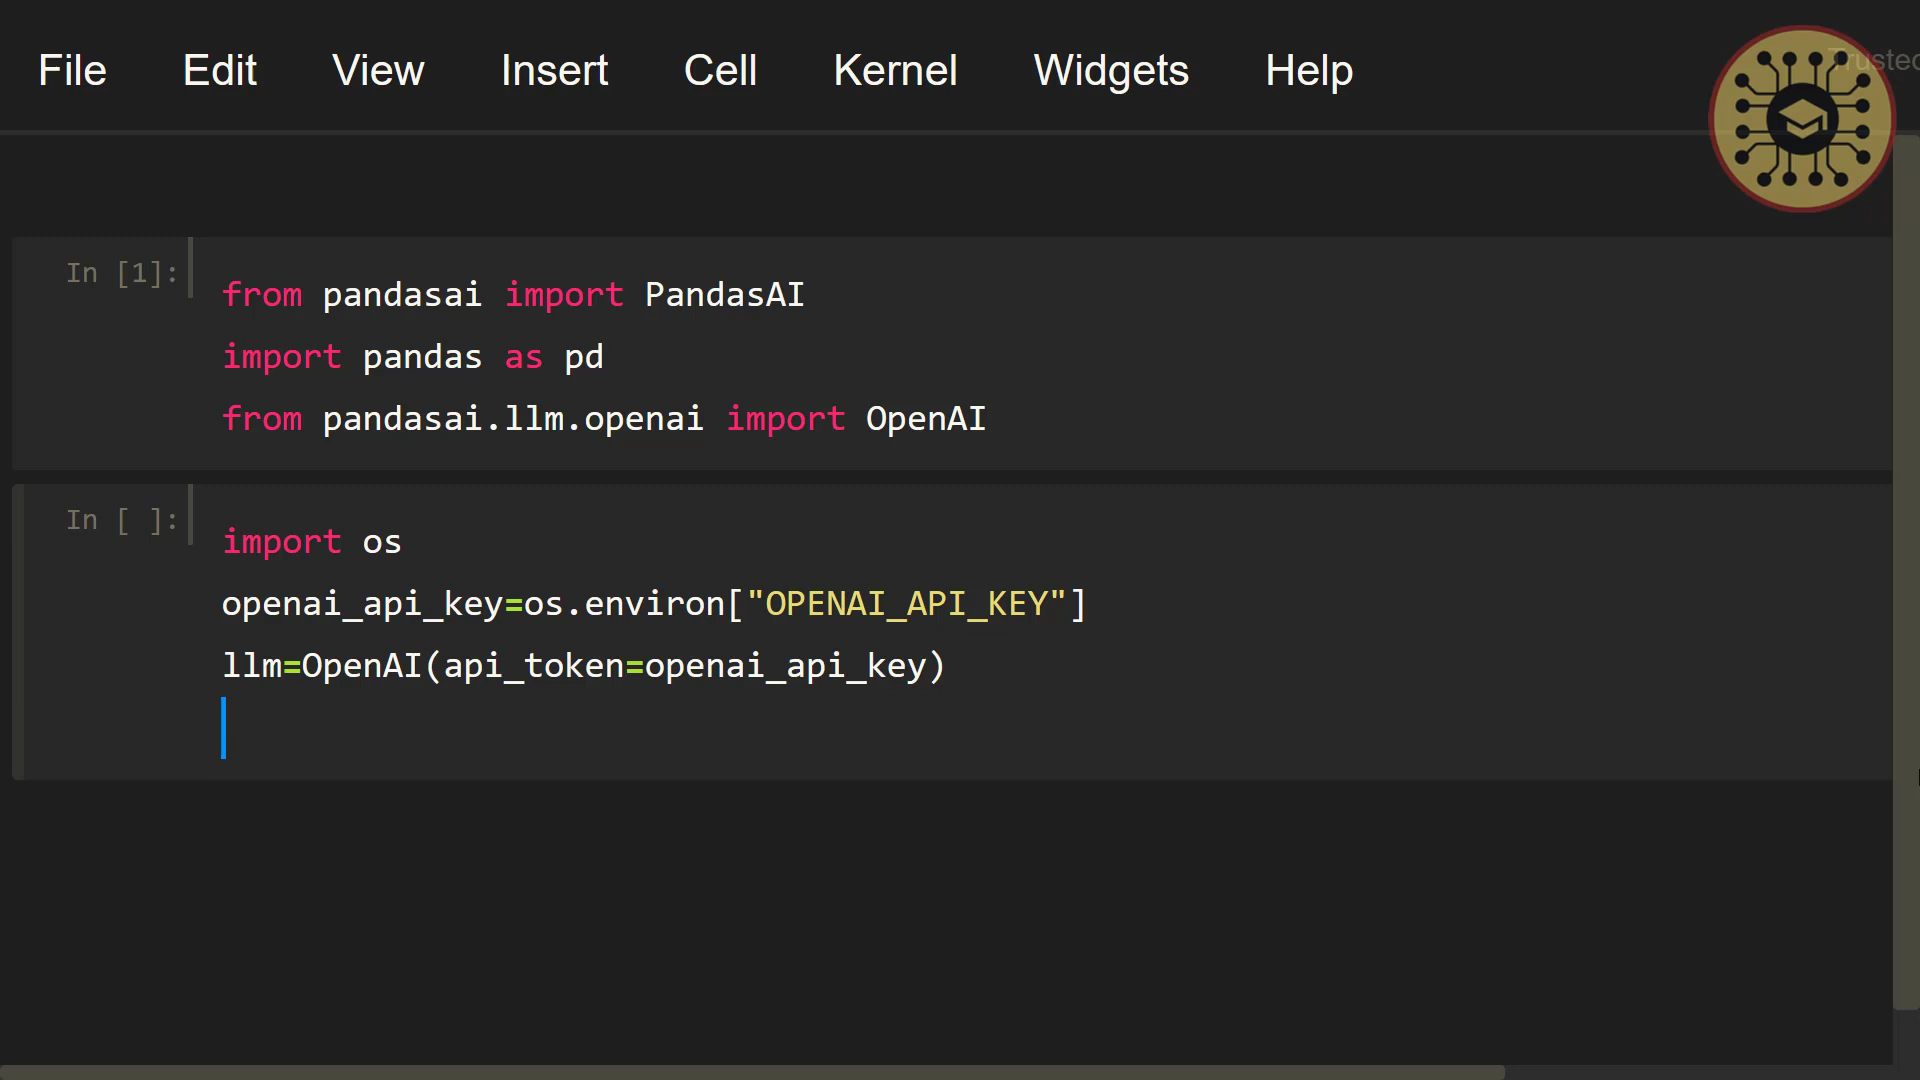 File Edit View Insert Cell Kernel Widgets Help
Trusted
In [1]:
from pandasai import PandasAI
import pandas as pd
from pandasai.llm.openai import OpenAI
In [ ]:
import os
openai_api_key=os.environ["OPENAI_API_KEY"]
llm=OpenAI(api_token=openai_api_key)